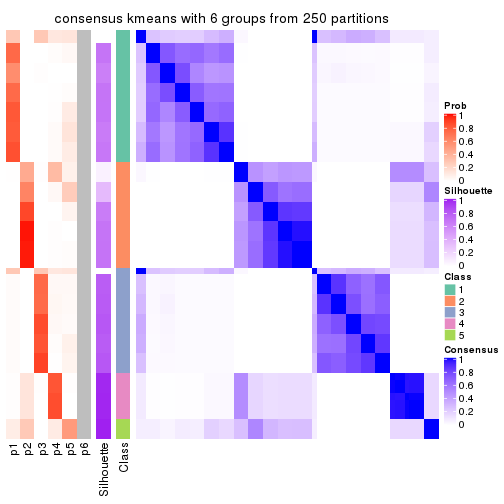 consensus kmeans with 6 groups from 250 partitions
Prob
1
0.8
0.6
0.4
0.2
0
Silhouette
1
0.8
0.6
0.4
0.2
0
Class
1
2
3
4
5
Consensus
1
0.8
0.6
0.4
0.2
0
p1
p2
p3
p4
p5
p6
Silhouette
Class